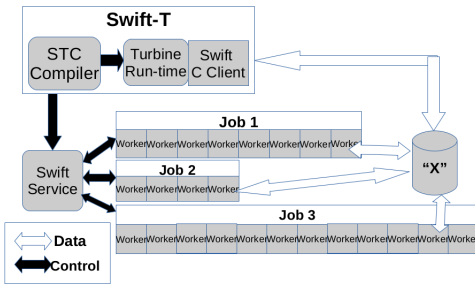 Swift-T
STC
Compiler
Turbine
Run-time
Swift
C Client
Job 1
Worker Worker Worker Worker Worker Worker Worker Worker
Swift
Service
Job 2
Worker Worker Worker Worker
"X"
Job 3
Worker Worker Worker Worker Worker Worker Worker Worker Worker Worker Worker Worke
Data
Control